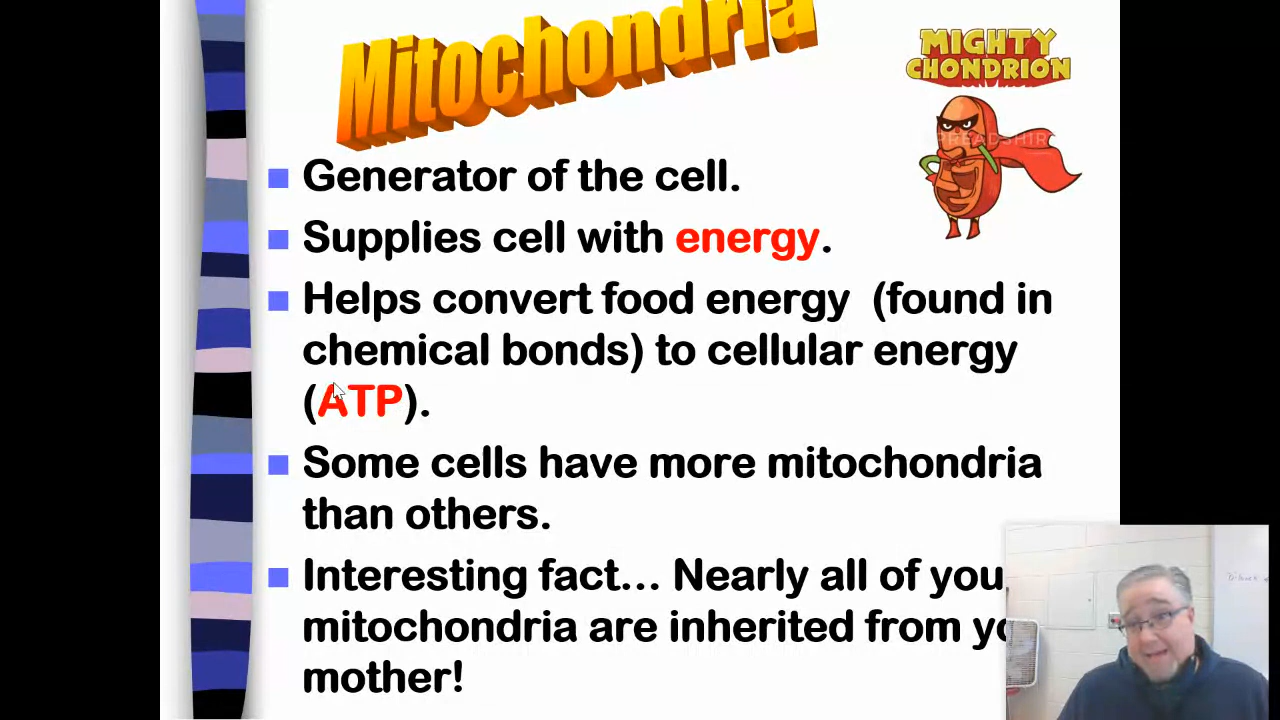 Mitochondria
MIGHTY
CHONDRION
Generator of the cell.
Supplies cell with energy.
Helps convert food energy (found in
chemical bonds) to cellular energy
(ATP).
Some cells have more mitochondria
than others.
Interesting fact... Nearly all of you
mitochondria are inherited from yo
mother!